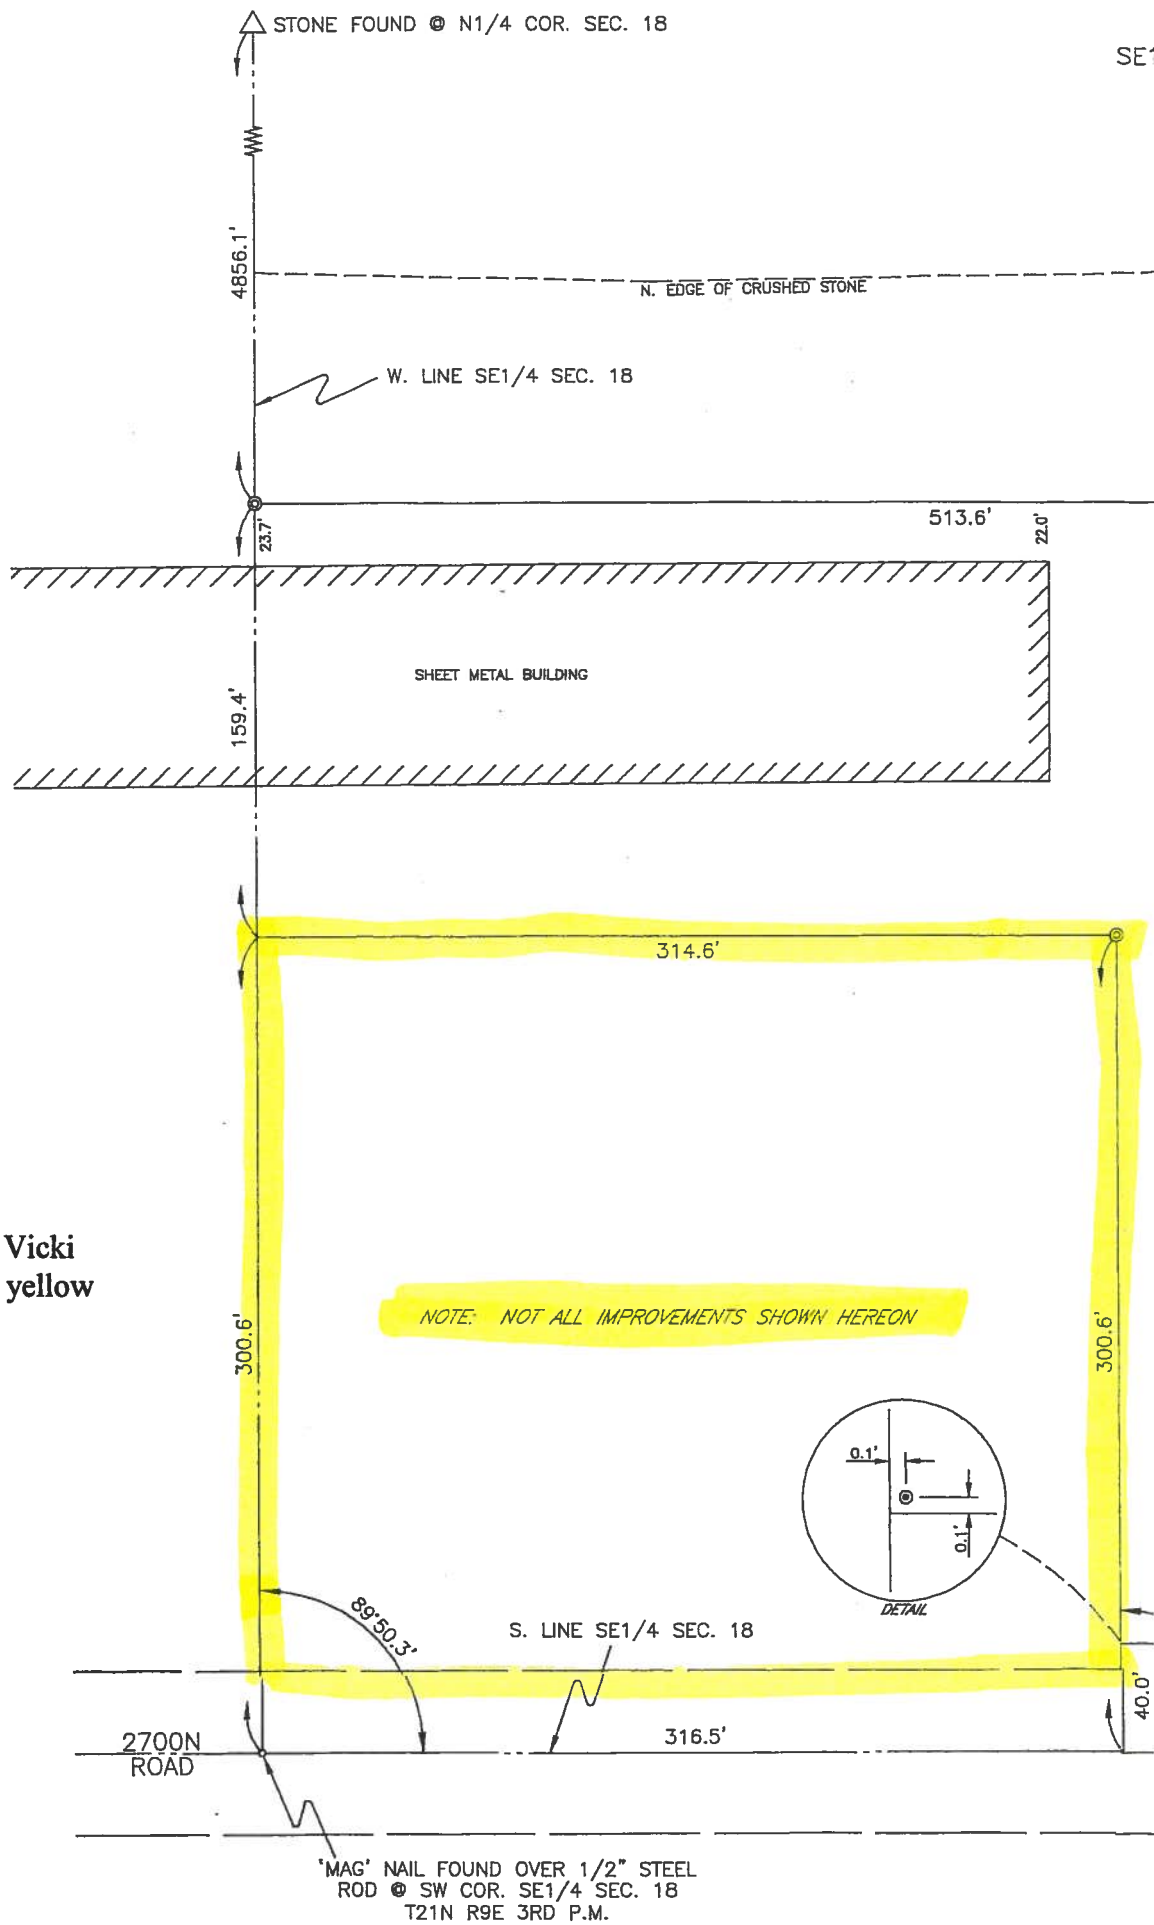 STONE FOUND @ N1/4 COR. SEC. 18
SE1
4856.1'
N. EDGE OF CRUSHED STONE
W. LINE SE1/4 SEC. 18
513.6'
23.7'
22.0'
SHEET METAL BUILDING
159.4'
314.6'
Vicki
yellow
300.6'
NOTE: NOT ALL IMPROVEMENTS SHOWN HEREON
300.6'
0.1'
0.1'
DETAIL
89°50.3'
S. LINE SE1/4 SEC. 18
40.0'
316.5'
2700N
ROAD
'MAG' NAIL FOUND OVER 1/2" STEEL
ROD @ SW COR. SE1/4 SEC. 18
T21N R9E 3RD P.M.